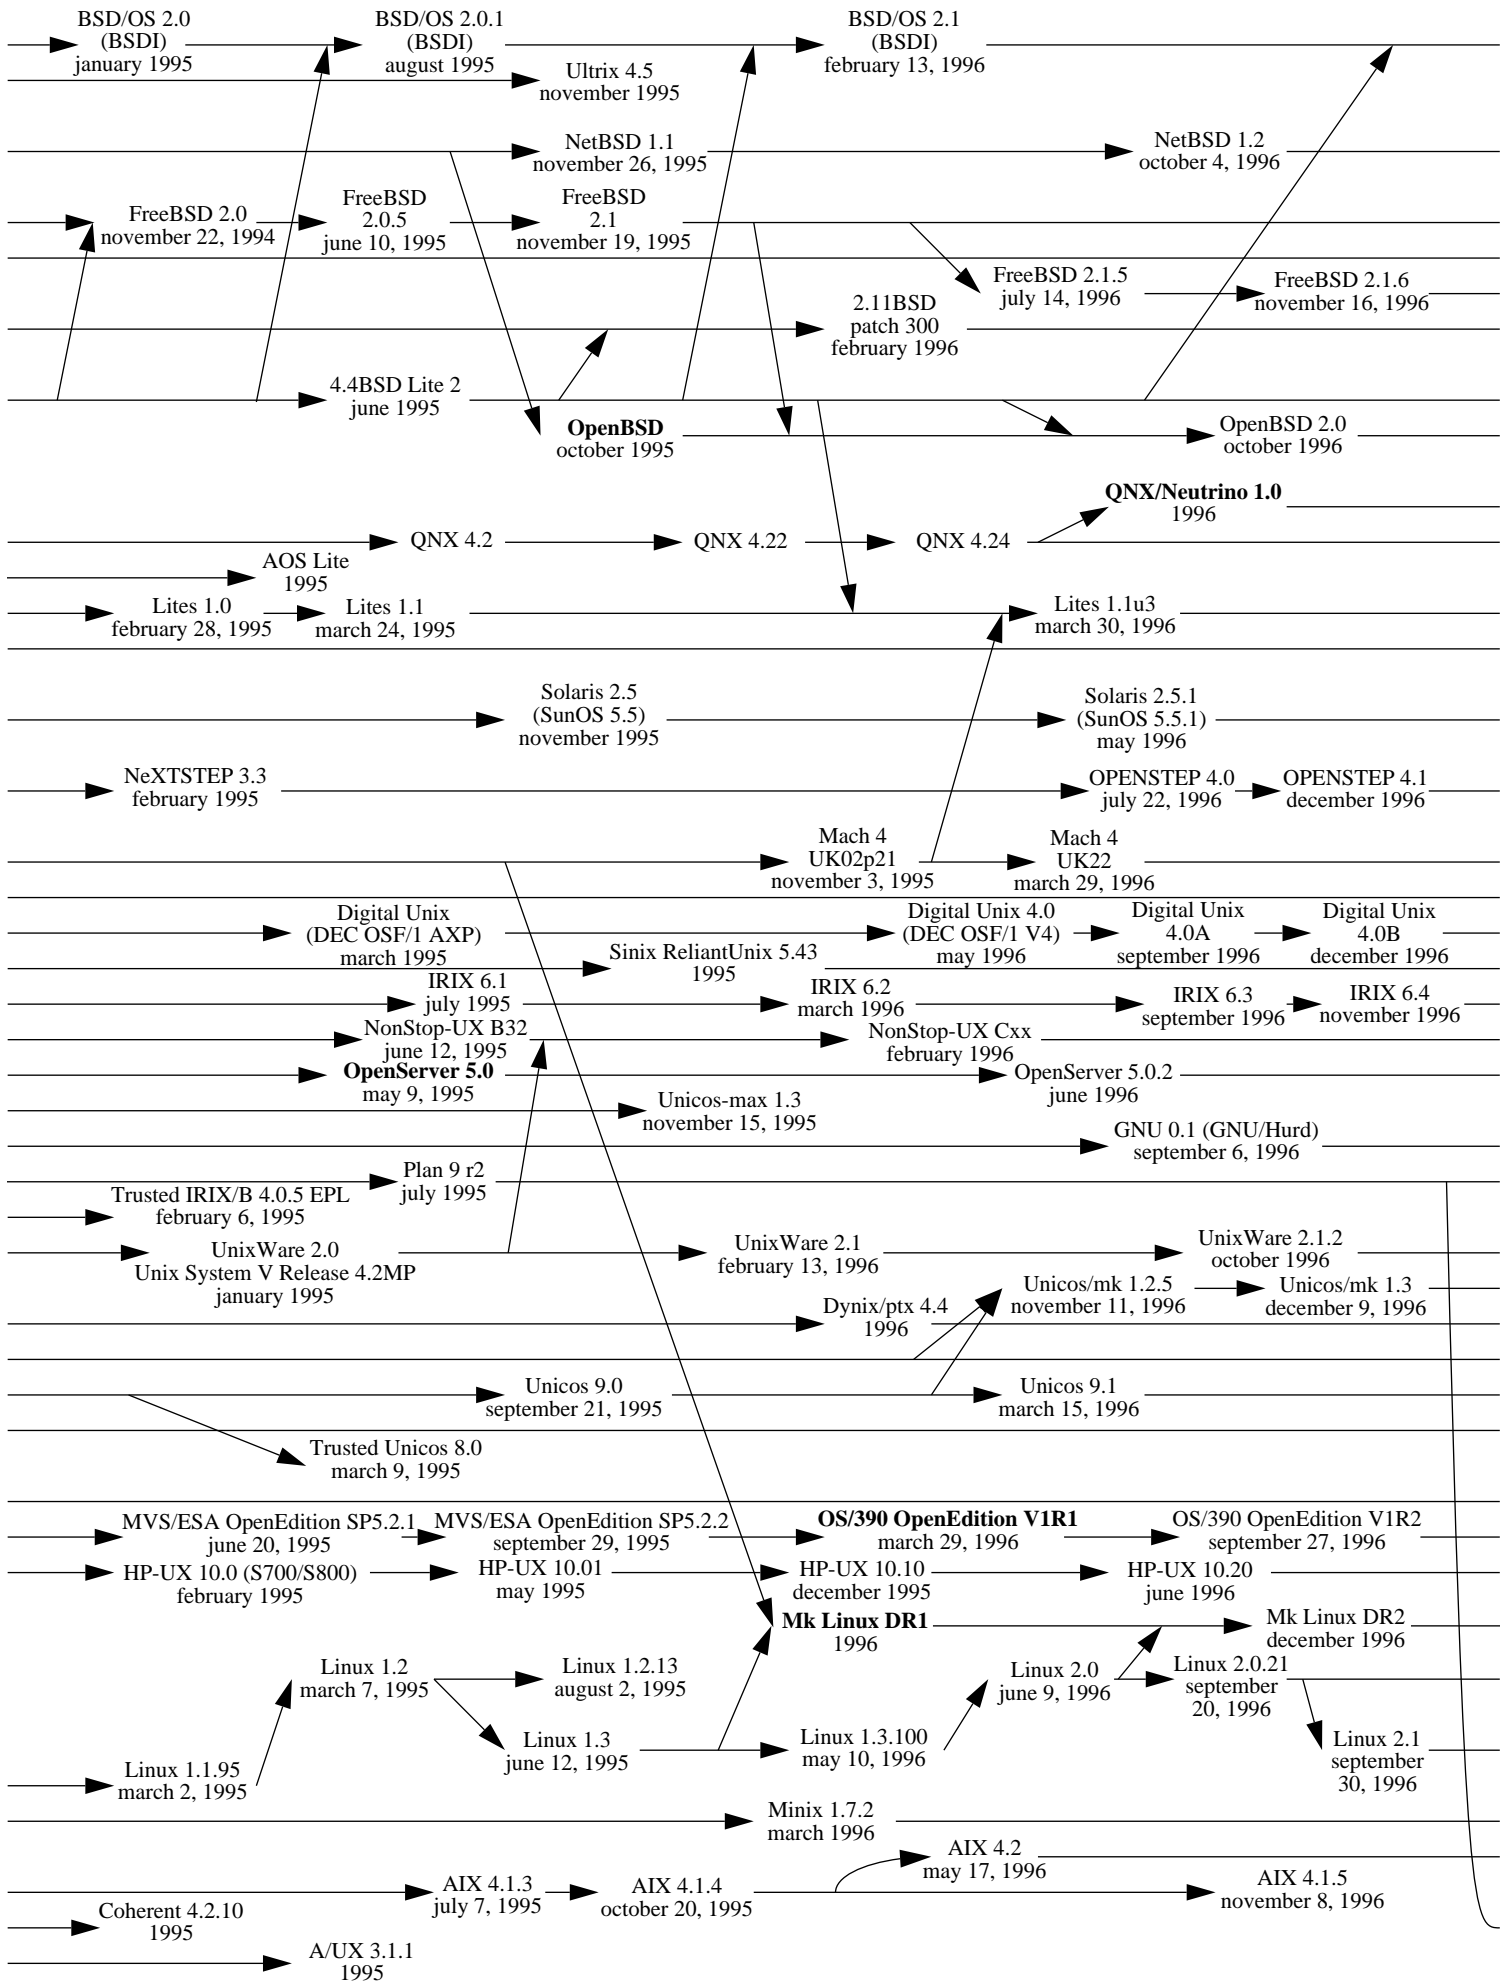 BSD/OS 2.0
(BSDI)
january 1995
BSD/OS 2.0.1
(BSDI)
august 1995
BSD/OS 2.1
(BSDI)
february 13, 1996
Ultrix 4.5
november 1995
NetBSD 1.1
november 26, 1995
NetBSD 1.2
october 4, 1996
FreeBSD 2.0
november 22, 1994
FreeBSD
2.0.5
june 10, 1995
FreeBSD
2.1
november 19, 1995
FreeBSD 2.1.5
july 14, 1996
FreeBSD 2.1.6
november 16, 1996
2.11BSD
patch 300
february 1996
4.4BSD Lite 2
june 1995
OpenBSD
october 1995
OpenBSD 2.0
october 1996
QNX/Neutrino 1.0
1996
QNX 4.2
QNX 4.22
QNX 4.24
AOS Lite
1995
Lites 1.0
february 28, 1995
Lites 1.1
march 24, 1995
Lites 1.1u3
march 30, 1996
Solaris 2.5
(SunOS 5.5)
november 1995
Solaris 2.5.1
(SunOS 5.5.1)
may 1996
NeXTSTEP 3.3
february 1995
OPENSTEP 4.0
july 22, 1996
OPENSTEP 4.1
december 1996
Mach 4
UK02p21
november 3, 1995
Mach 4
UK22
march 29, 1996
Digital Unix
(DEC OSF/1 AXP)
march 1995
Digital Unix 4.0
(DEC OSF/1 V4)
may 1996
Digital Unix
4.0A
september 1996
Digital Unix
4.0B
december 1996
Sinix ReliantUnix 5.43
1995
IRIX 6.1
july 1995
IRIX 6.2
march 1996
IRIX 6.3
september 1996
IRIX 6.4
november 1996
NonStop-UX B32
june 12, 1995
NonStop-UX Cxx
february 1996
OpenServer 5.0
may 9, 1995
OpenServer 5.0.2
june 1996
Unicos-max 1.3
november 15, 1995
GNU 0.1 (GNU/Hurd)
september 6, 1996
Plan 9 r2
july 1995
Trusted IRIX/B 4.0.5 EPL
february 6, 1995
UnixWare 2.0
Unix System V Release 4.2MP
january 1995
UnixWare 2.1
february 13, 1996
UnixWare 2.1.2
october 1996
Unicos/mk 1.2.5
november 11, 1996
Unicos/mk 1.3
december 9, 1996
Dynix/ptx 4.4
1996
Unicos 9.0
september 21, 1995
Unicos 9.1
march 15, 1996
Trusted Unicos 8.0
march 9, 1995
MVS/ESA OpenEdition SP5.2.1
june 20, 1995
MVS/ESA OpenEdition SP5.2.2
september 29, 1995
OS/390 OpenEdition V1R1
march 29, 1996
OS/390 OpenEdition V1R2
september 27, 1996
HP-UX 10.0 (S700/S800)
february 1995
HP-UX 10.01
may 1995
HP-UX 10.10
december 1995
HP-UX 10.20
june 1996
Mk Linux DR1
1996
Mk Linux DR2
december 1996
Linux 1.2
march 7, 1995
Linux 1.2.13
august 2, 1995
Linux 2.0
june 9, 1996
Linux 2.0.21
september
20, 1996
Linux 1.3
june 12, 1995
Linux 1.3.100
may 10, 1996
Linux 2.1
september
30, 1996
Linux 1.1.95
march 2, 1995
Minix 1.7.2
march 1996
AIX 4.2
may 17, 1996
AIX 4.1.3
july 7, 1995
AIX 4.1.4
october 20, 1995
AIX 4.1.5
november 8, 1996
Coherent 4.2.10
1995
A/UX 3.1.1
1995